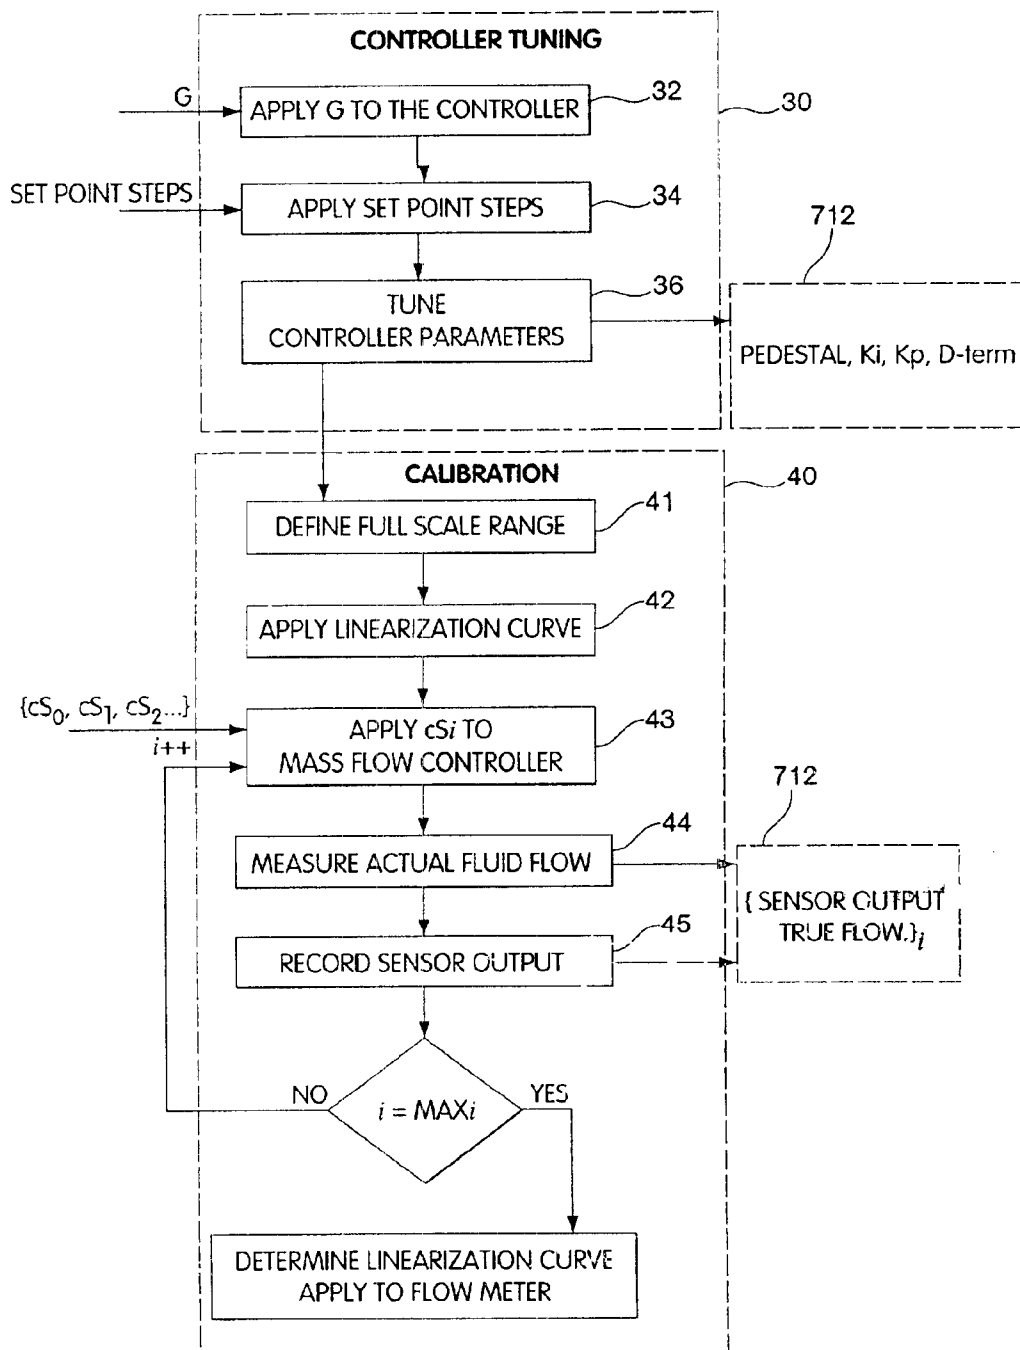 CONTROLLER TUNING
G
APPLY G TO THE CONTROLLER
32
30
SET POINT STEPS
APPLY SET POINT STEPS
34
712
TUNE
CONTROLLER PARAMETERS
36
PEDESTAL, Ki, Kp, D-term
CALIBRATION
40
DEFINE FULL SCALE RANGE
41
APPLY LINEARIZATION CURVE
42
{cS0, cS1, cS2...}
i++
APPLY cSi TO
MASS FLOW CONTROLLER
43
712
MEASURE ACTUAL FLUID FLOW
44
{ SENSOR OUTPUT
TRUE FLOW.}i
RECORD SENSOR OUTPUT
45
NO
i = MAXi
YES
DETERMINE LINEARIZATION CURVE
APPLY TO FLOW METER